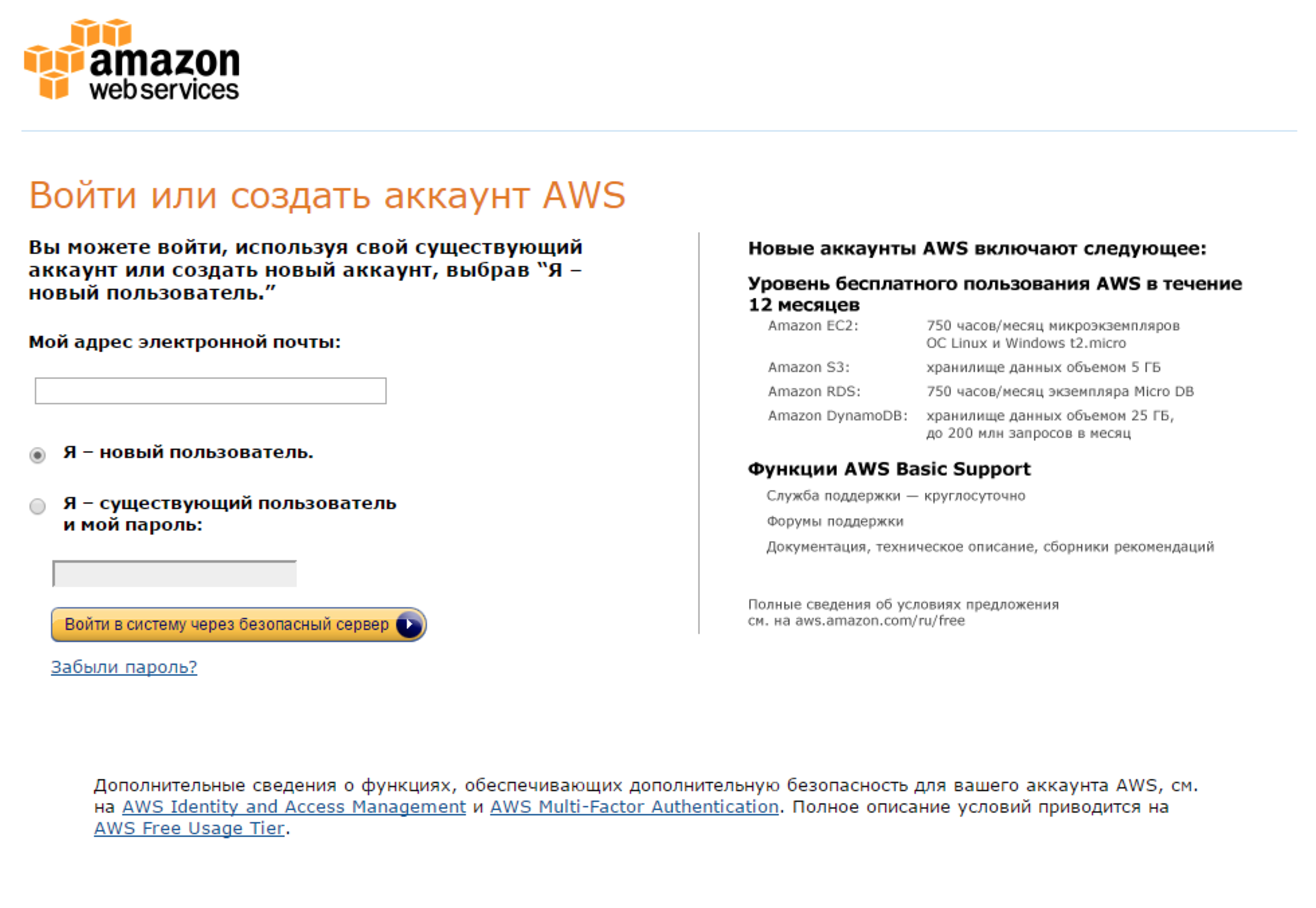 amazon
web services
Войти или создать аккаунт AWS
Вы можете войти, используя свой существующий
аккаунт или создать новый аккаунт, выбрав “Я –
новый пользователь.”
Мой адрес электронной почты:
Я – новый пользователь.
Я – существующий пользователь
и мой пароль:
Войти в систему через безопасный сервер
Забыли пароль?
Новые аккаунты AWS включают следующее:
Уровень бесплатного пользования AWS в течение
12 месяцев
Amazon EC2: 750 часов/месяц микроэкземпляров
ОС Linux и Windows t2.micro
Amazon S3: хранилище данных объемом 5 ГБ
Amazon RDS: 750 часов/месяц экземпляра Micro DB
Amazon DynamoDB: хранилище данных объемом 25 ГБ,
до 200 млн запросов в месяц
Функции AWS Basic Support
Служба поддержки — круглосуточно
Форумы поддержки
Документация, техническое описание, сборники рекомендаций
Полные сведения об условиях предложения
см. на aws.amazon.com/ru/free
Дополнительные сведения о функциях, обеспечивающих дополнительную безопасность для вашего аккаунта AWS, см.
на AWS Identity and Access Management и AWS Multi-Factor Authentication. Полное описание условий приводится на
AWS Free Usage Tier.